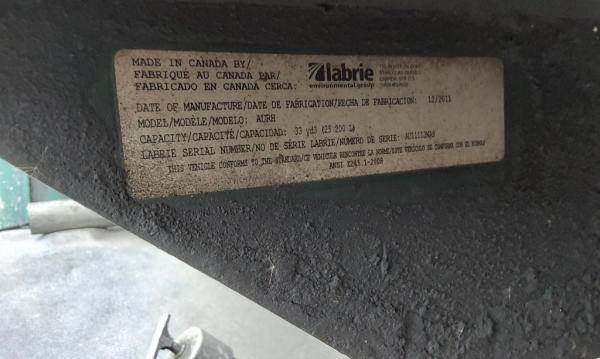 MADE IN CANADA BY/
FABRIQUÉ AU CANADA PAR/
FABRICADO EN CANADA CERCA:
labrie
environmental group
DATE OF MANUFACTURE/DATE DE FABRICATION/FECHA DE FABRICACION: 12/2011
MODEL/MODÈLE/MODELO: AURH
CAPACITY/CAPACITÉ/CAPACIDAD: 33 yd3 (25 200 L)
LABRIE SERIAL NUMBER/NO DE SÉRIE LABRIE/NÚMERO DE SERIE:
THIS VEHICLE CONFORMS TO THE STANDARD/CE VÉHICULE RENCONTRE LA NORME/ESTE VEHÍCULO SE CONFORMA CON EL NORMAS
ANSI Z245.1-2008